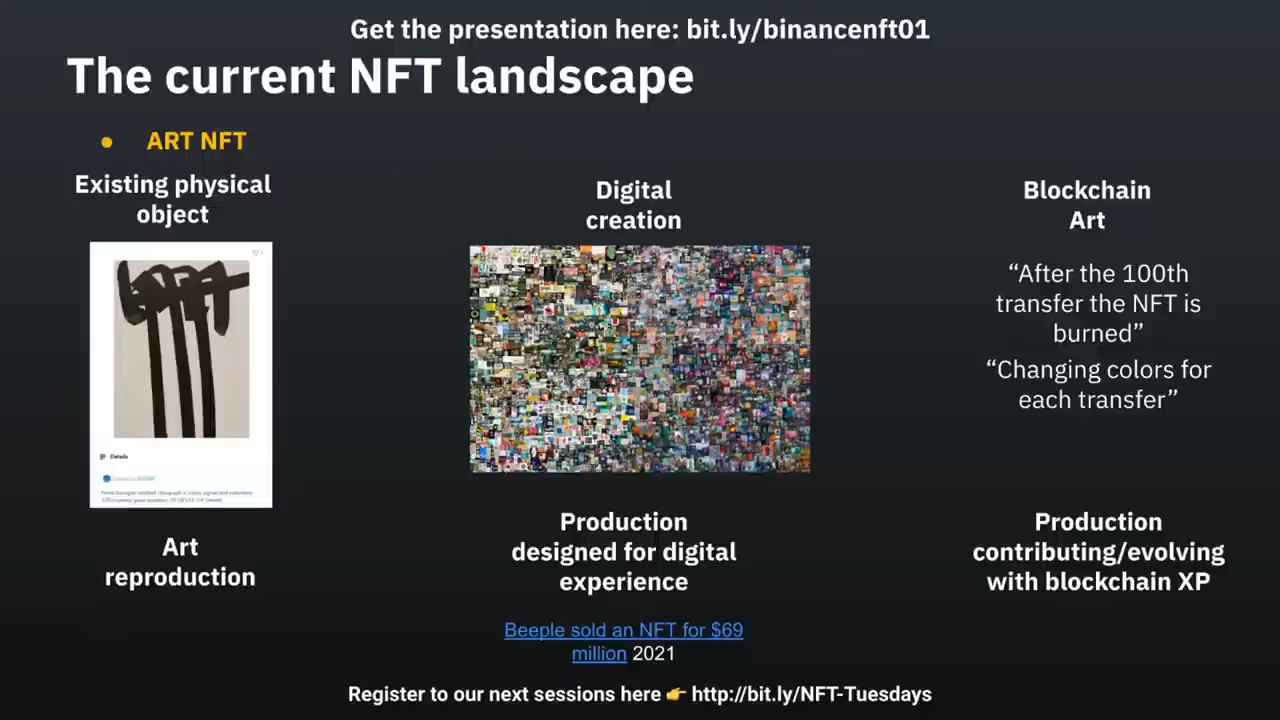 Get the presentation here: bit.ly/binancenft01
The current NFT landscape
● ART NFT
Existing physical
object
Details
Art
reproduction
Digital
creation
Production
designed for digital
experience
Beeple sold an NFT for $69
million 2021
Blockchain
Art
“After the 100th
transfer the NFT is
burned”
“Changing colors for
each transfer”
Production
contributing/evolving
with blockchain XP
Register to our next sessions here 👉 http://bit.ly/NFT-Tuesdays